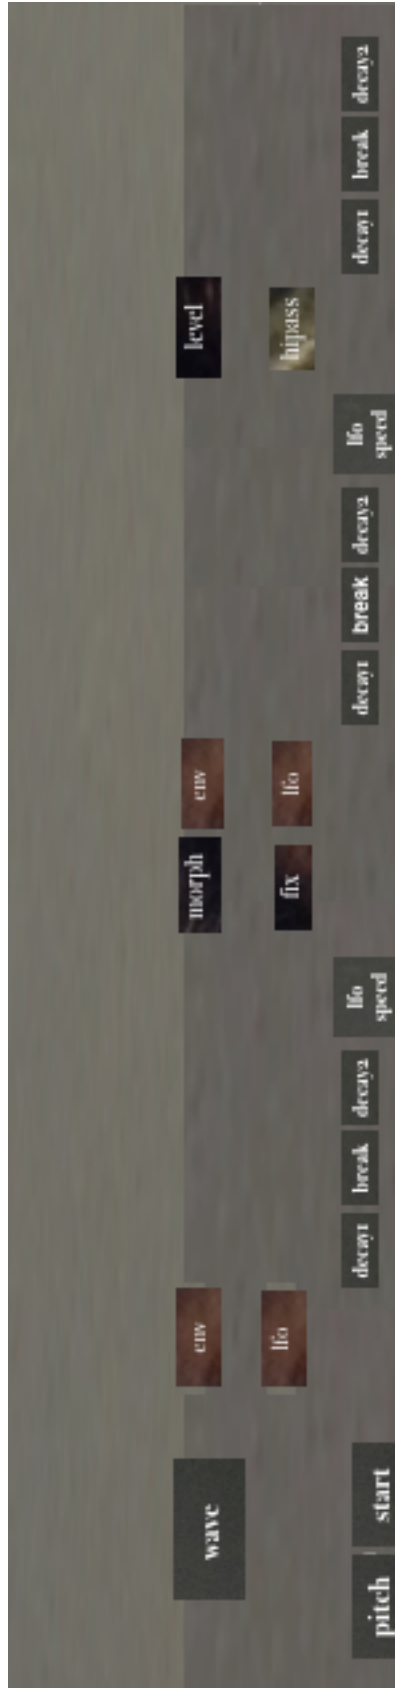 wave
env
morph
env
level
lfo
fix
lfo
hipass
pitch
start
decay1
break
decay2
lfo
speed
decay1
break
decay2
lfo
speed
decay1
break
decay2